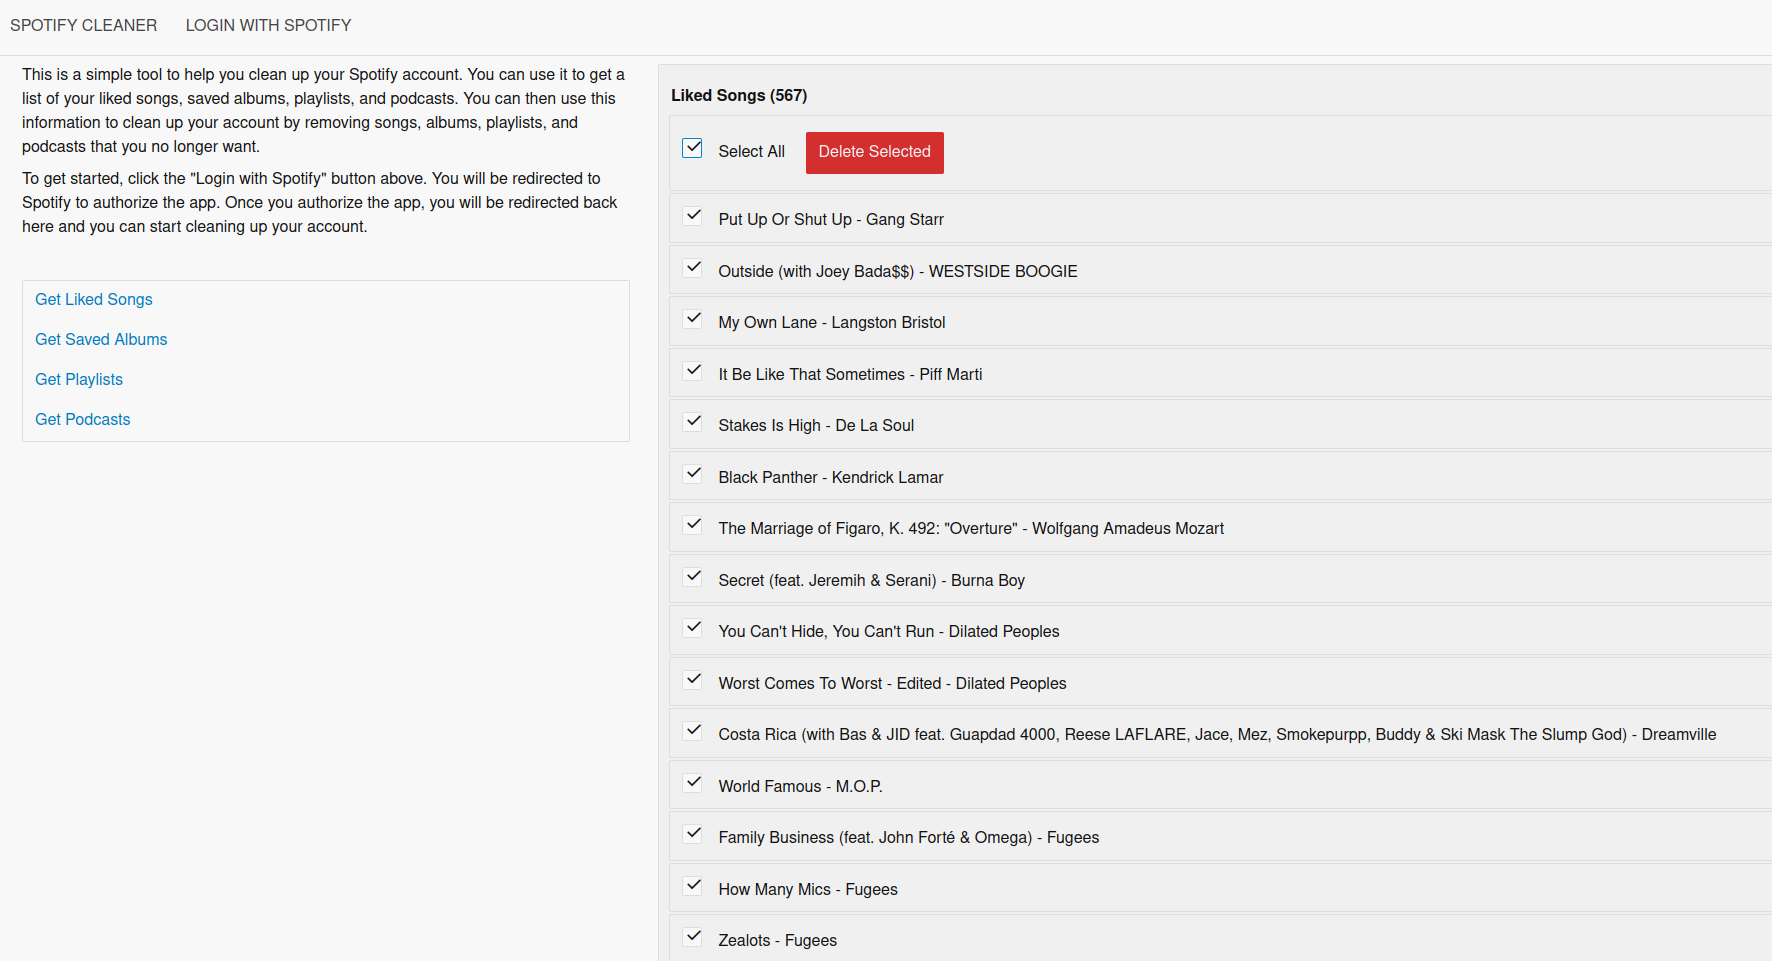 SPOTIFY CLEANER LOGIN WITH SPOTIFY
This is a simple tool to help you clean up your Spotify account. You can use it to get a
list of your liked songs, saved albums, playlists, and podcasts. You can then use this
information to clean up your account by removing songs, albums, playlists, and
podcasts that you no longer want.
To get started, click the "Login with Spotify" button above. You will be redirected to
Spotify to authorize the app. Once you authorize the app, you will be redirected back
here and you can start cleaning up your account.
Get Liked Songs
Get Saved Albums
Get Playlists
Get Podcasts
Liked Songs (567)
Select All Delete Selected
Put Up Or Shut Up - Gang Starr
Outside (with Joey Bada$$) - WESTSIDE BOOGIE
My Own Lane - Langston Bristol
It Be Like That Sometimes - Piff Marti
Stakes Is High - De La Soul
Black Panther - Kendrick Lamar
The Marriage of Figaro, K. 492: "Overture" - Wolfgang Amadeus Mozart
Secret (feat. Jeremih & Serani) - Burna Boy
You Can't Hide, You Can't Run - Dilated Peoples
Worst Comes To Worst - Edited - Dilated Peoples
Costa Rica (with Bas & JID feat. Guapdad 4000, Reese LAFLARE, Jace, Mez, Smokepurpp, Buddy & Ski Mask The Slump God) - Dreamville
World Famous - M.O.P.
Family Business (feat. John Forté & Omega) - Fugees
How Many Mics - Fugees
Zealots - Fugees